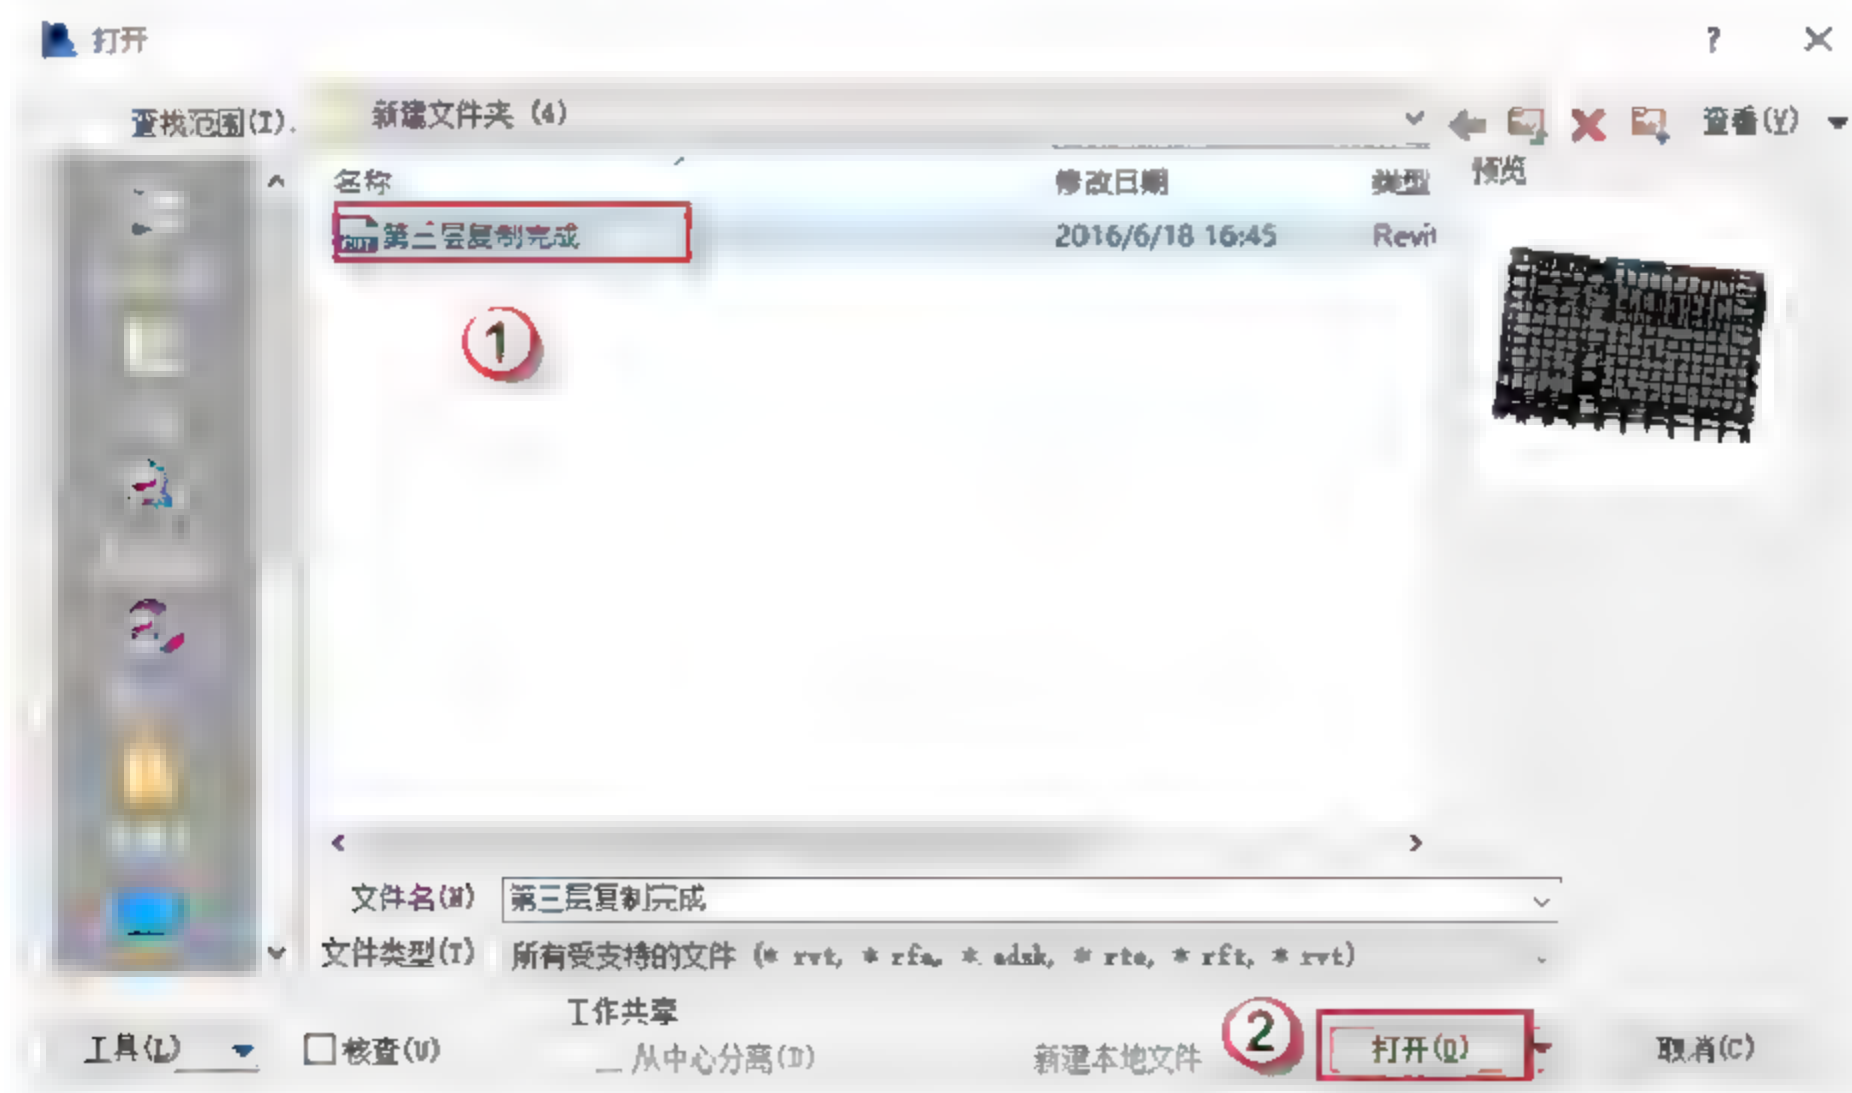 打开
?
查找范围(I):
新建文件夹 (4)
查看(V)
名称
修改日期
类型
预览
第三层复制完成
2016/6/18 16:45
Revit
1
文件名(N)
第三层复制完成
文件类型(T)
所有受支持的文件 (*.rvt, *.rfa, *.adsk, *.rte, *.rft, *.rvt)
工作共享
工具(L)
核查(U)
从中心分离(D)
新建本地文件
2
打开(O)
取消(C)